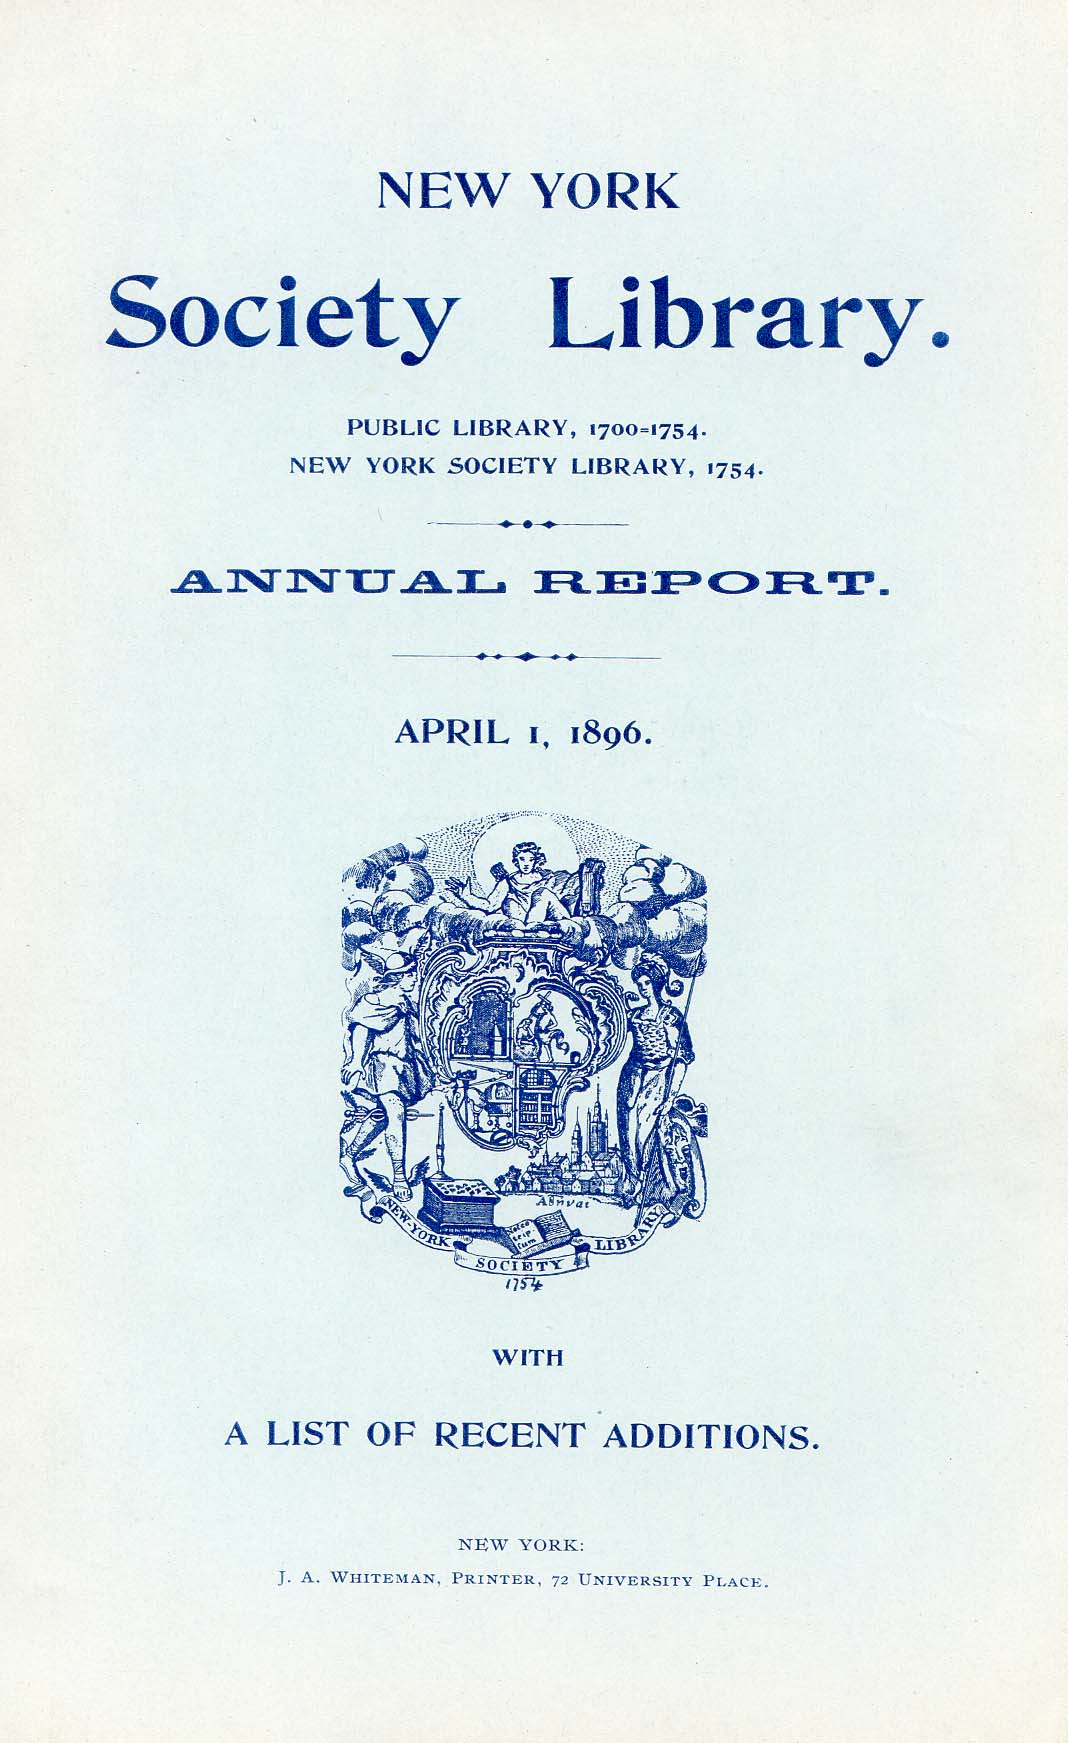 NEW YORK
Society Library.
PUBLIC LIBRARY, 1700=1754.
NEW YORK SOCIETY LIBRARY, 1754.
ANNUAL REPORT.
APRIL 1, 1896.
Αθηναι
NEW-YORK
SOCIETY
LIBRARY
1754
WITH
A LIST OF RECENT ADDITIONS.
NEW YORK:
J. A. WHITEMAN, PRINTER, 72 UNIVERSITY PLACE.